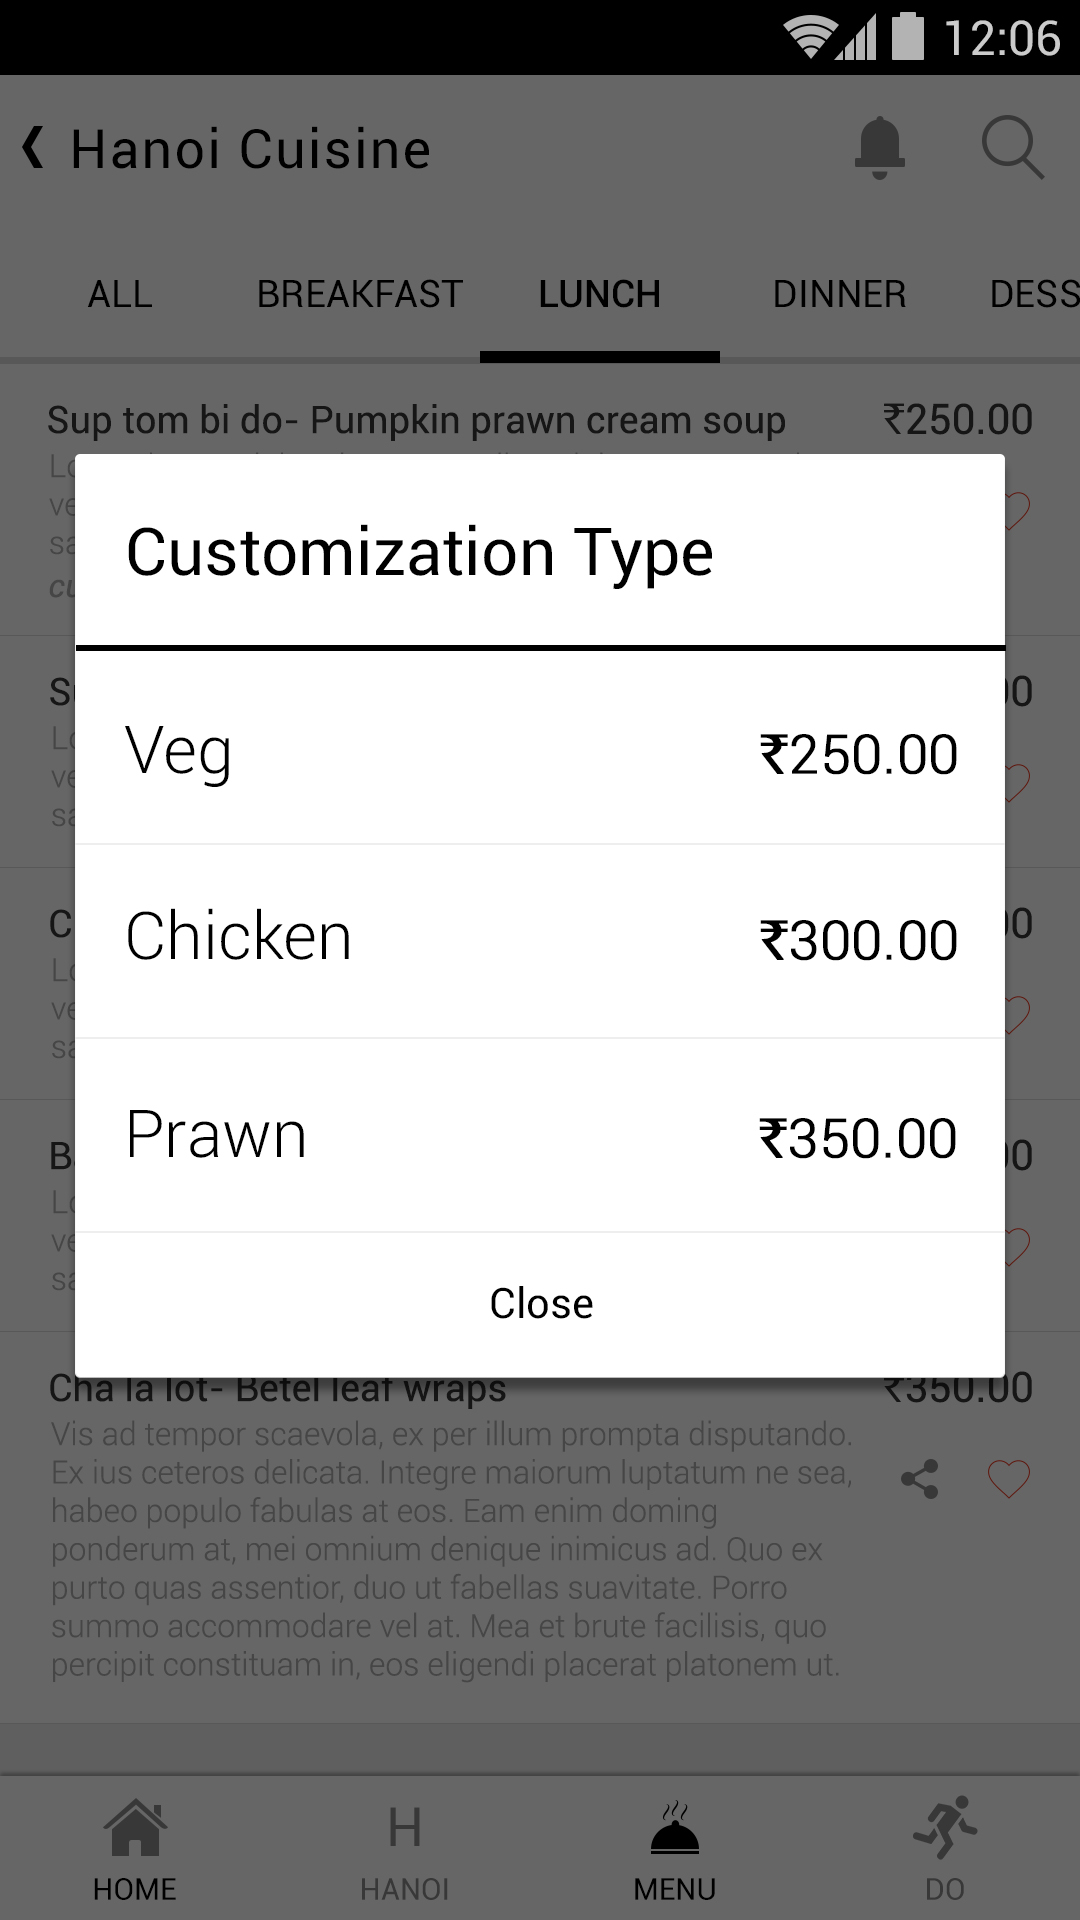 12:06
Hanoi Cuisine
ALL BREAKFAST LUNCH DINNER DESS
Sup tom bi do- Pumpkin prawn cream soup ₹250.00
Customization Type
Veg ₹250.00
Chicken ₹300.00
Prawn ₹350.00
Close
Cha la lot- Betel leaf wraps ₹350.00
Vis ad tempor scaevola, ex per illum prompta disputando.
Ex ius ceteros delicata. Integre maiorum luptatum ne sea,
habeo populo fabulas at eos. Eam enim doming
ponderum at, mei omnium denique inimicus ad. Quo ex
purto quas assentior, duo ut fabellas suavitate. Porro
summo accommodare vel at. Mea et brute facilisis, quo
percipit constituam in, eos eligendi placerat platonem ut.
H
HOME HANOI MENU DO